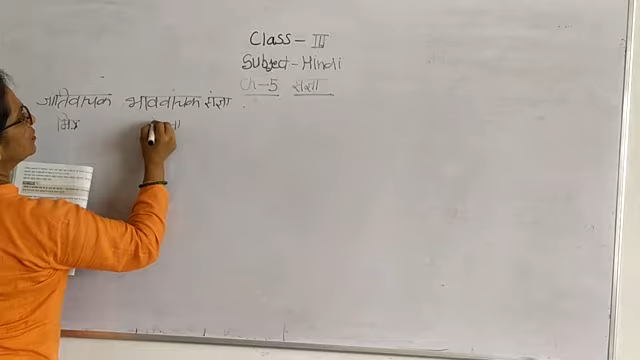 Class - III
Subject - Hindi
Ch-5 संज्ञा
जातिवाचक भाववाचक संज्ञा
मित्र